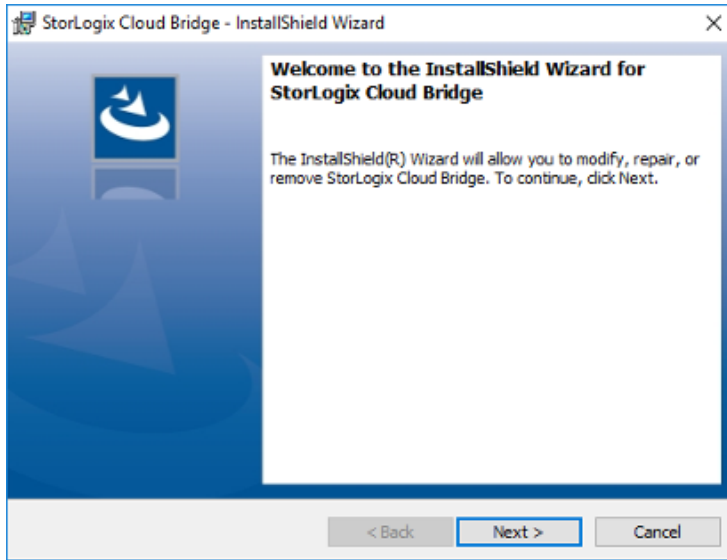 StorLogix Cloud Bridge - InstallShield Wizard
Welcome to the InstallShield Wizard for
StorLogix Cloud Bridge
The InstallShield(R) Wizard will allow you to modify, repair, or
remove StorLogix Cloud Bridge. To continue, click Next.
< Back Next > Cancel